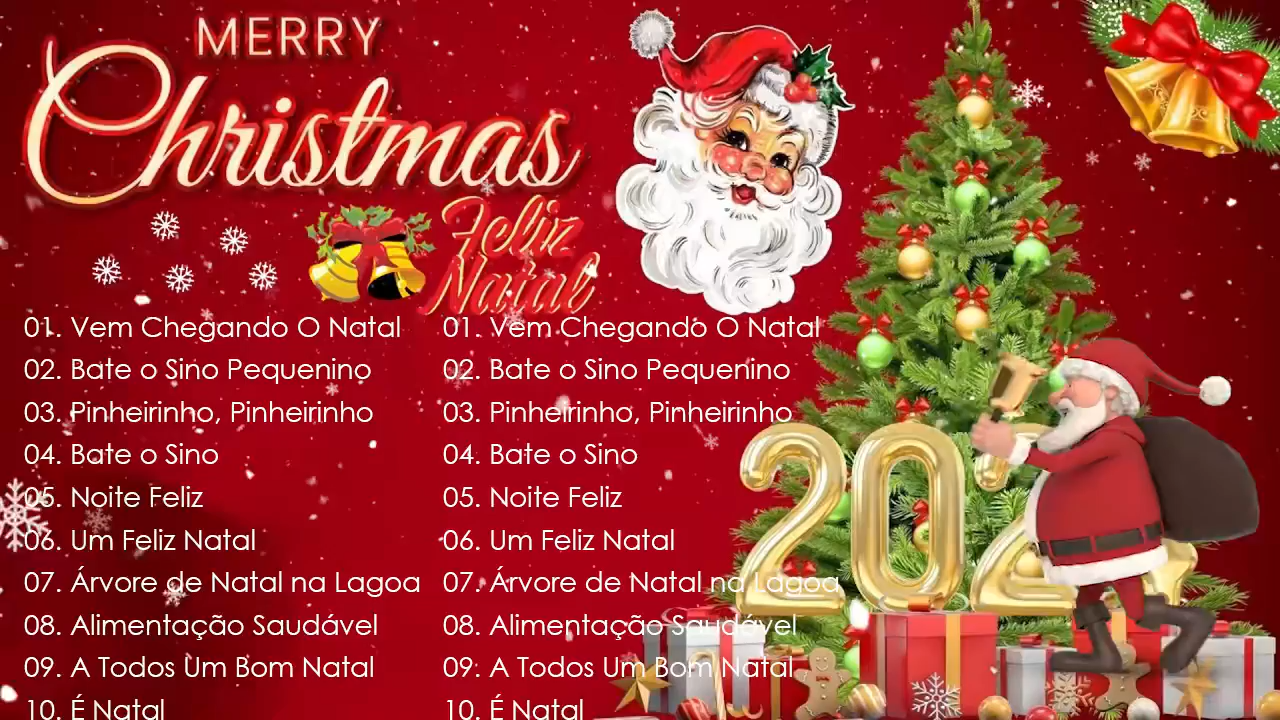 MERRY
Christmas
Feliz
Natal
01. Vem Chegando O Natal
02. Bate o Sino Pequenino
03. Pinheirinho, Pinheirinho
04. Bate o Sino
05. Noite Feliz
06. Um Feliz Natal
07. Árvore de Natal na Lagoa
08. Alimentação Saudável
09. A Todos Um Bom Natal
10. É Natal
01. Vem Chegando O Natal
02. Bate o Sino Pequenino
03. Pinheirinho, Pinheirinho
04. Bate o Sino
05. Noite Feliz
06. Um Feliz Natal
07. Árvore de Natal na Lagoa
08. Alimentação Saudável
09. A Todos Um Bom Natal
10. É Natal